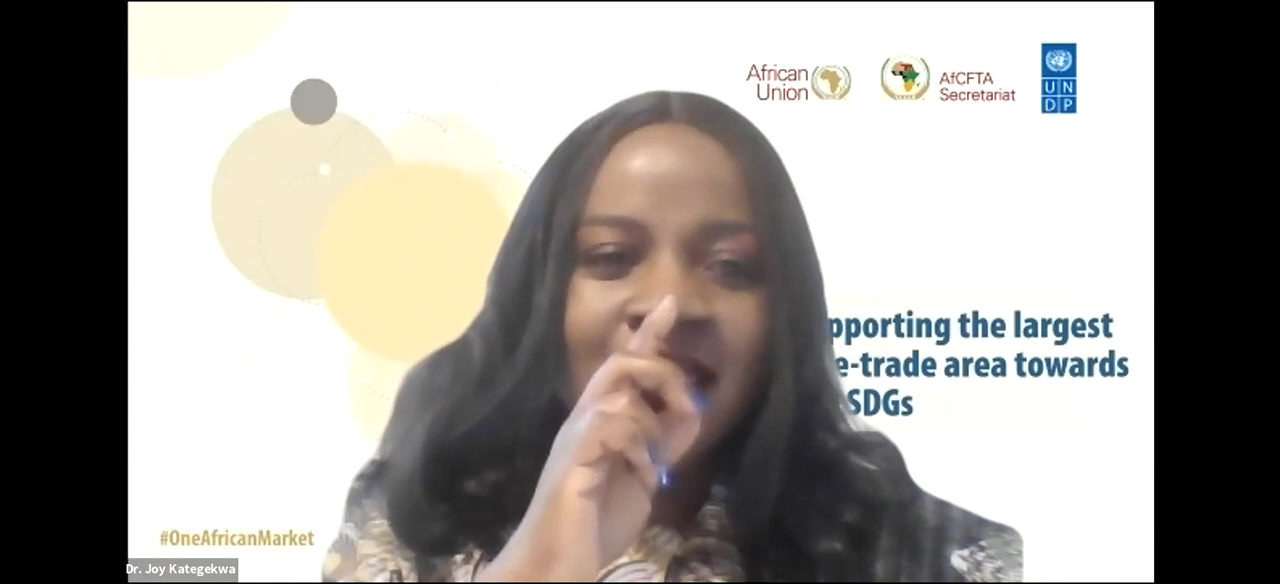 African
Union
AfCFTA
Secretariat
U N
D P
pporting the largest
e-trade area towards
SDGs
#OneAfricanMarket
Dr. Joy Kategekwa